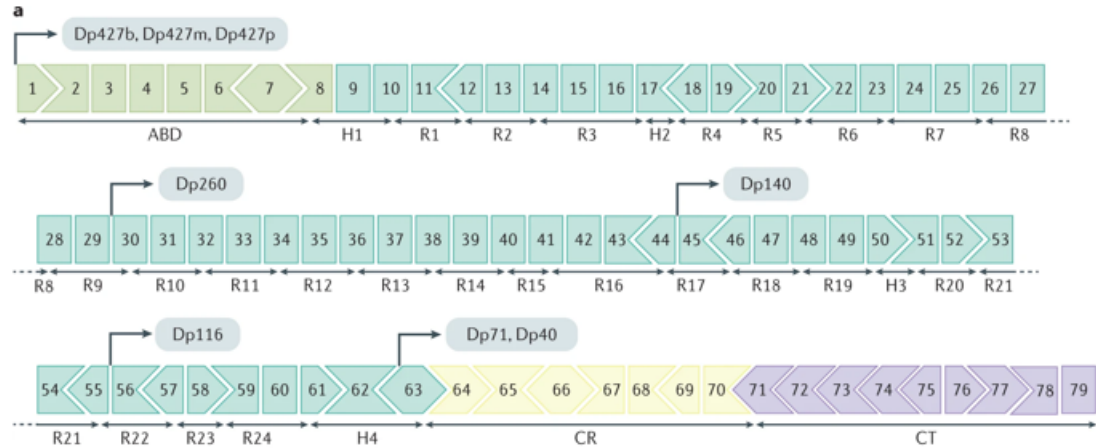 a
Dp427b, Dp427m, Dp427p
1 2 3 4 5 6 7 8 9 10 11 12 13 14 15 16 17 18 19 20 21 22 23 24 25 26 27
ABD H1 R1 R2 R3 H2 R4 R5 R6 R7 R8
Dp260 Dp140
28 29 30 31 32 33 34 35 36 37 38 39 40 41 42 43 44 45 46 47 48 49 50 51 52 53
R8 R9 R10 R11 R12 R13 R14 R15 R16 R17 R18 R19 H3 R20 R21
Dp116 Dp71, Dp40
54 55 56 57 58 59 60 61 62 63 64 65 66 67 68 69 70 71 72 73 74 75 76 77 78 79
R21 R22 R23 R24 H4 CR CT